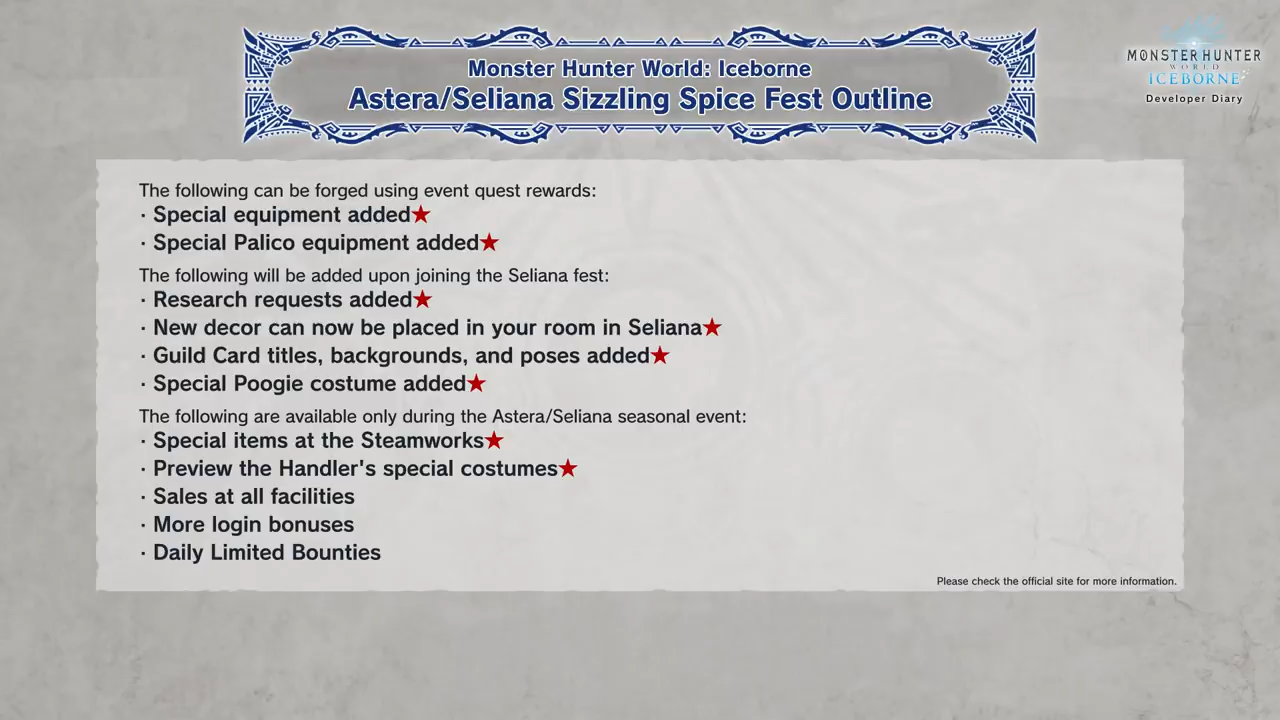 Monster Hunter World: Iceborne
Astera/Seliana Sizzling Spice Fest Outline
MONSTER HUNTER
WORLD
ICEBORNE
Developer Diary
The following can be forged using event quest rewards:
· Special equipment added★
· Special Palico equipment added★
The following will be added upon joining the Seliana fest:
· Research requests added★
· New decor can now be placed in your room in Seliana★
· Guild Card titles, backgrounds, and poses added★
· Special Poogie costume added★
The following are available only during the Astera/Seliana seasonal event:
· Special items at the Steamworks★
· Preview the Handler's special costumes★
· Sales at all facilities
· More login bonuses
· Daily Limited Bounties
Please check the official site for more information.